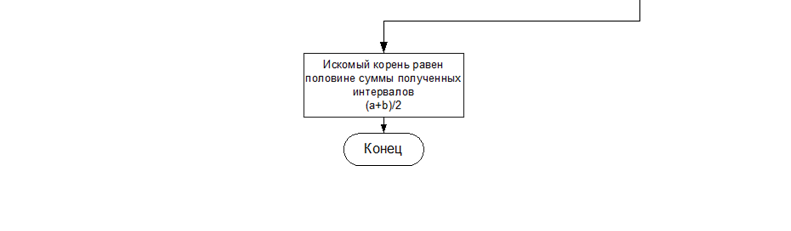 Искомый корень равен
половине суммы полученных
интервалов
(a+b)/2
Конец